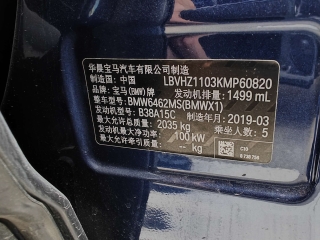 华晨宝马汽车有限公司制造
制造国：中国 LBVHZ1103KMP60820
品牌：宝马(BMW)牌 发动机排量：1499 mL
整车型号：BMW6462MS(BMWX1)
发动机型号：B38A15C 制造年月：2019-03
最大允许总质量：2035 kg 乘坐人数：5
发动机最大净功率：100 kW
最大允许牵引质量：-- kg